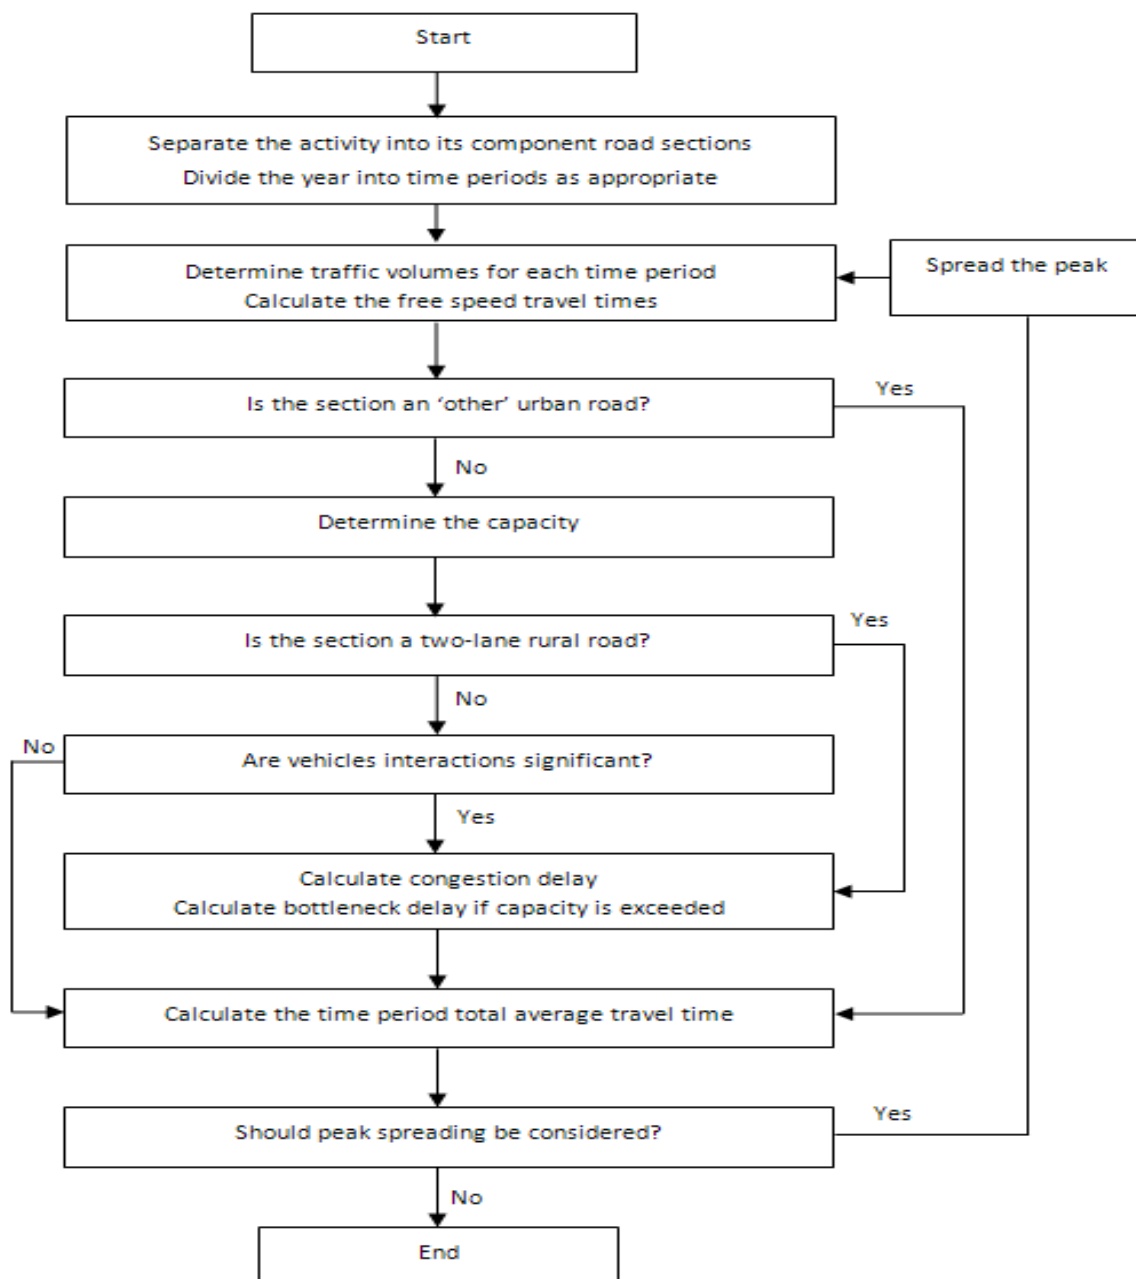 Start
Separate the activity into its component road sections
Divide the year into time periods as appropriate
Determine traffic volumes for each time period
Calculate the free speed travel times
Spread the peak
Is the section an ‘other’ urban road?
Yes
No
Determine the capacity
Is the section a two-lane rural road?
Yes
No
No
Are vehicles interactions significant?
Yes
Calculate congestion delay
Calculate bottleneck delay if capacity is exceeded
Calculate the time period total average travel time
Should peak spreading be considered?
Yes
No
End